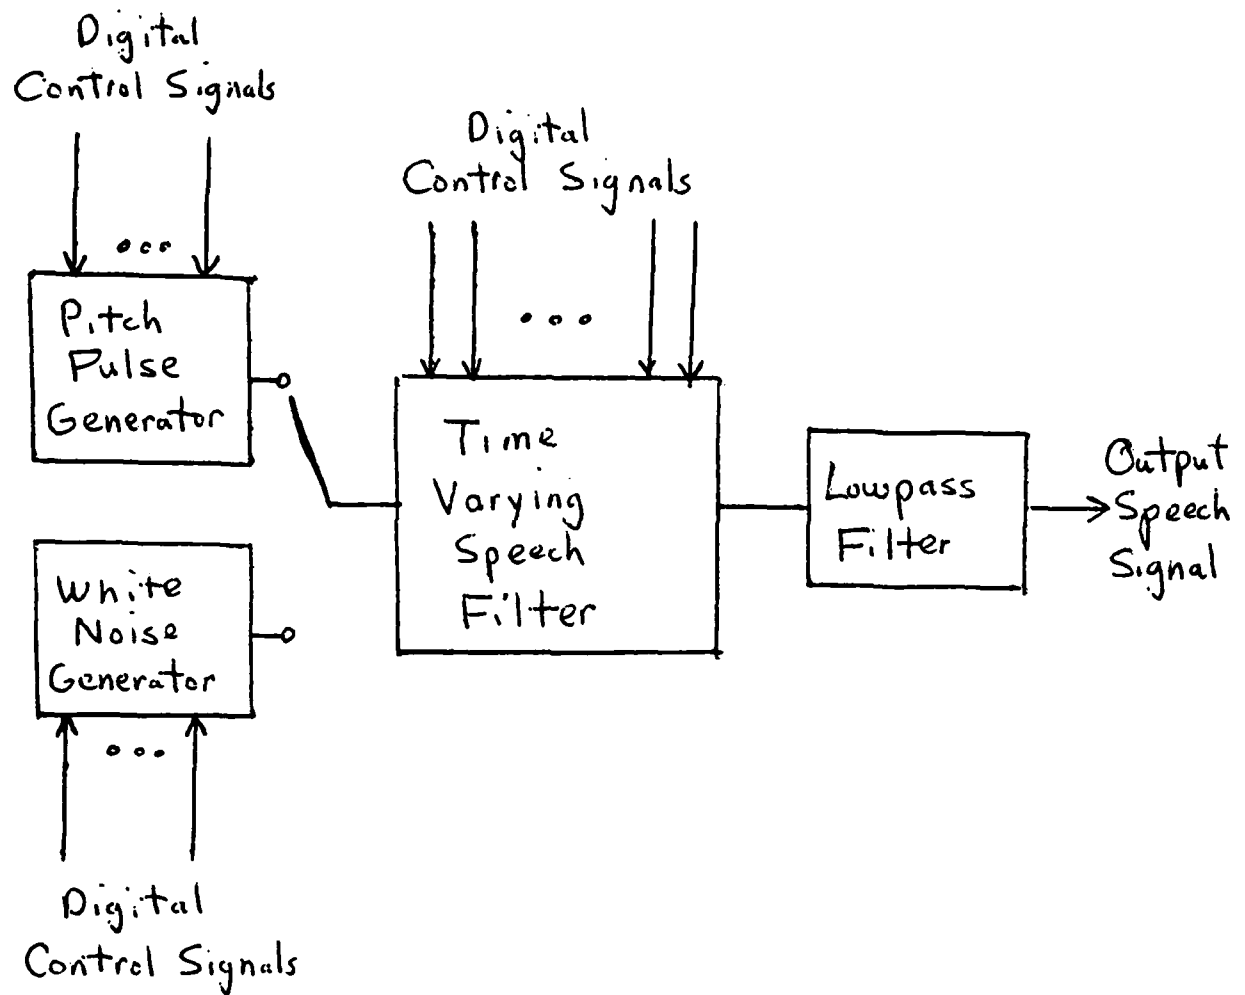 Digital
Control Signals
Digital
Control Signals
Pitch
Pulse
Generator
Time
Varying
Speech
Filter
Lowpass
Filter
Output
Speech
Signal
White
Noise
Generator
Digital
Control Signals